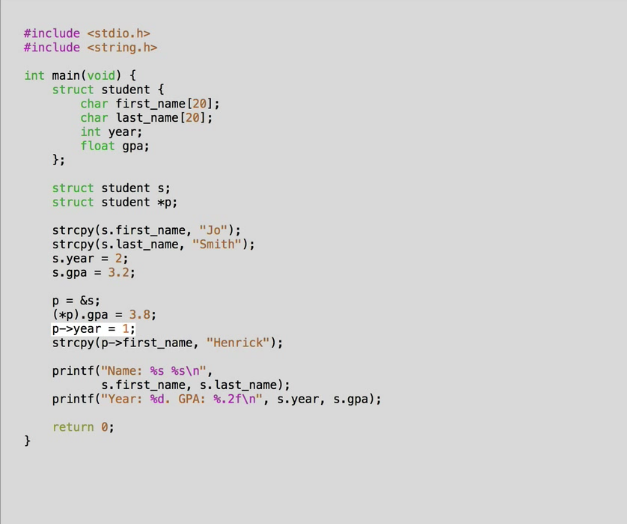 #include <stdio.h>
#include <string.h>
int main(void) {
struct student {
char first_name[20];
char last_name[20];
int year;
float gpa;
};
struct student s;
struct student *p;
strcpy(s.first_name, "Jo");
strcpy(s.last_name, "Smith");
s.year = 2;
s.gpa = 3.2;
p = &s;
(*p).gpa = 3.8;
p->year = 1;
strcpy(p->first_name, "Henrick");
printf("Name: %s %s\n",
s.first_name, s.last_name);
printf("Year: %d. GPA: %.2f\n", s.year, s.gpa);
return 0;
}